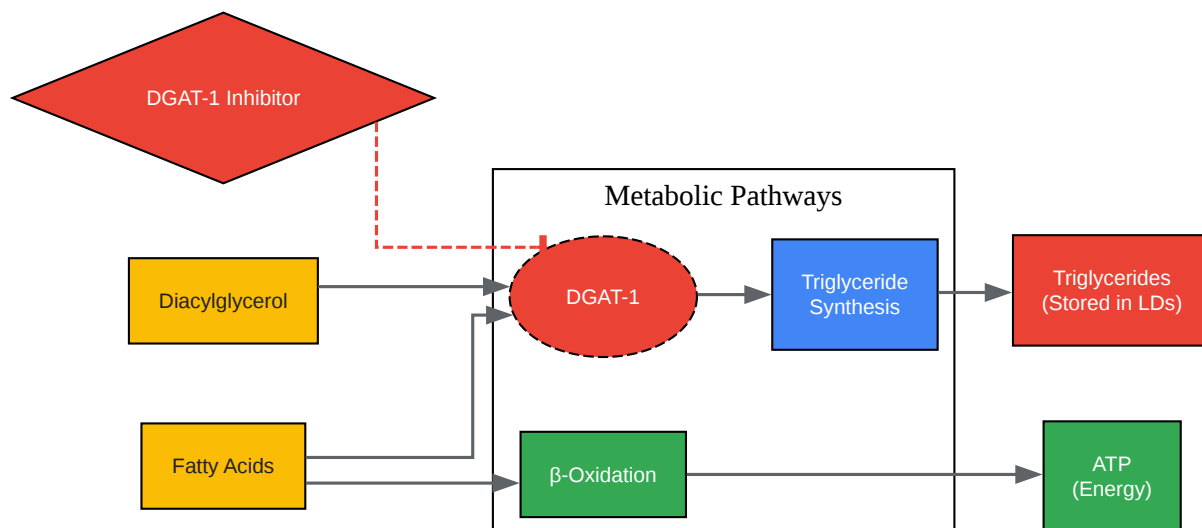 DGAT-1 Inhibitor
Metabolic Pathways
Diacylglycerol
DGAT-1
Triglyceride
Synthesis
Triglycerides
(Stored in LDs)
Fatty Acids
β-Oxidation
ATP
(Energy)